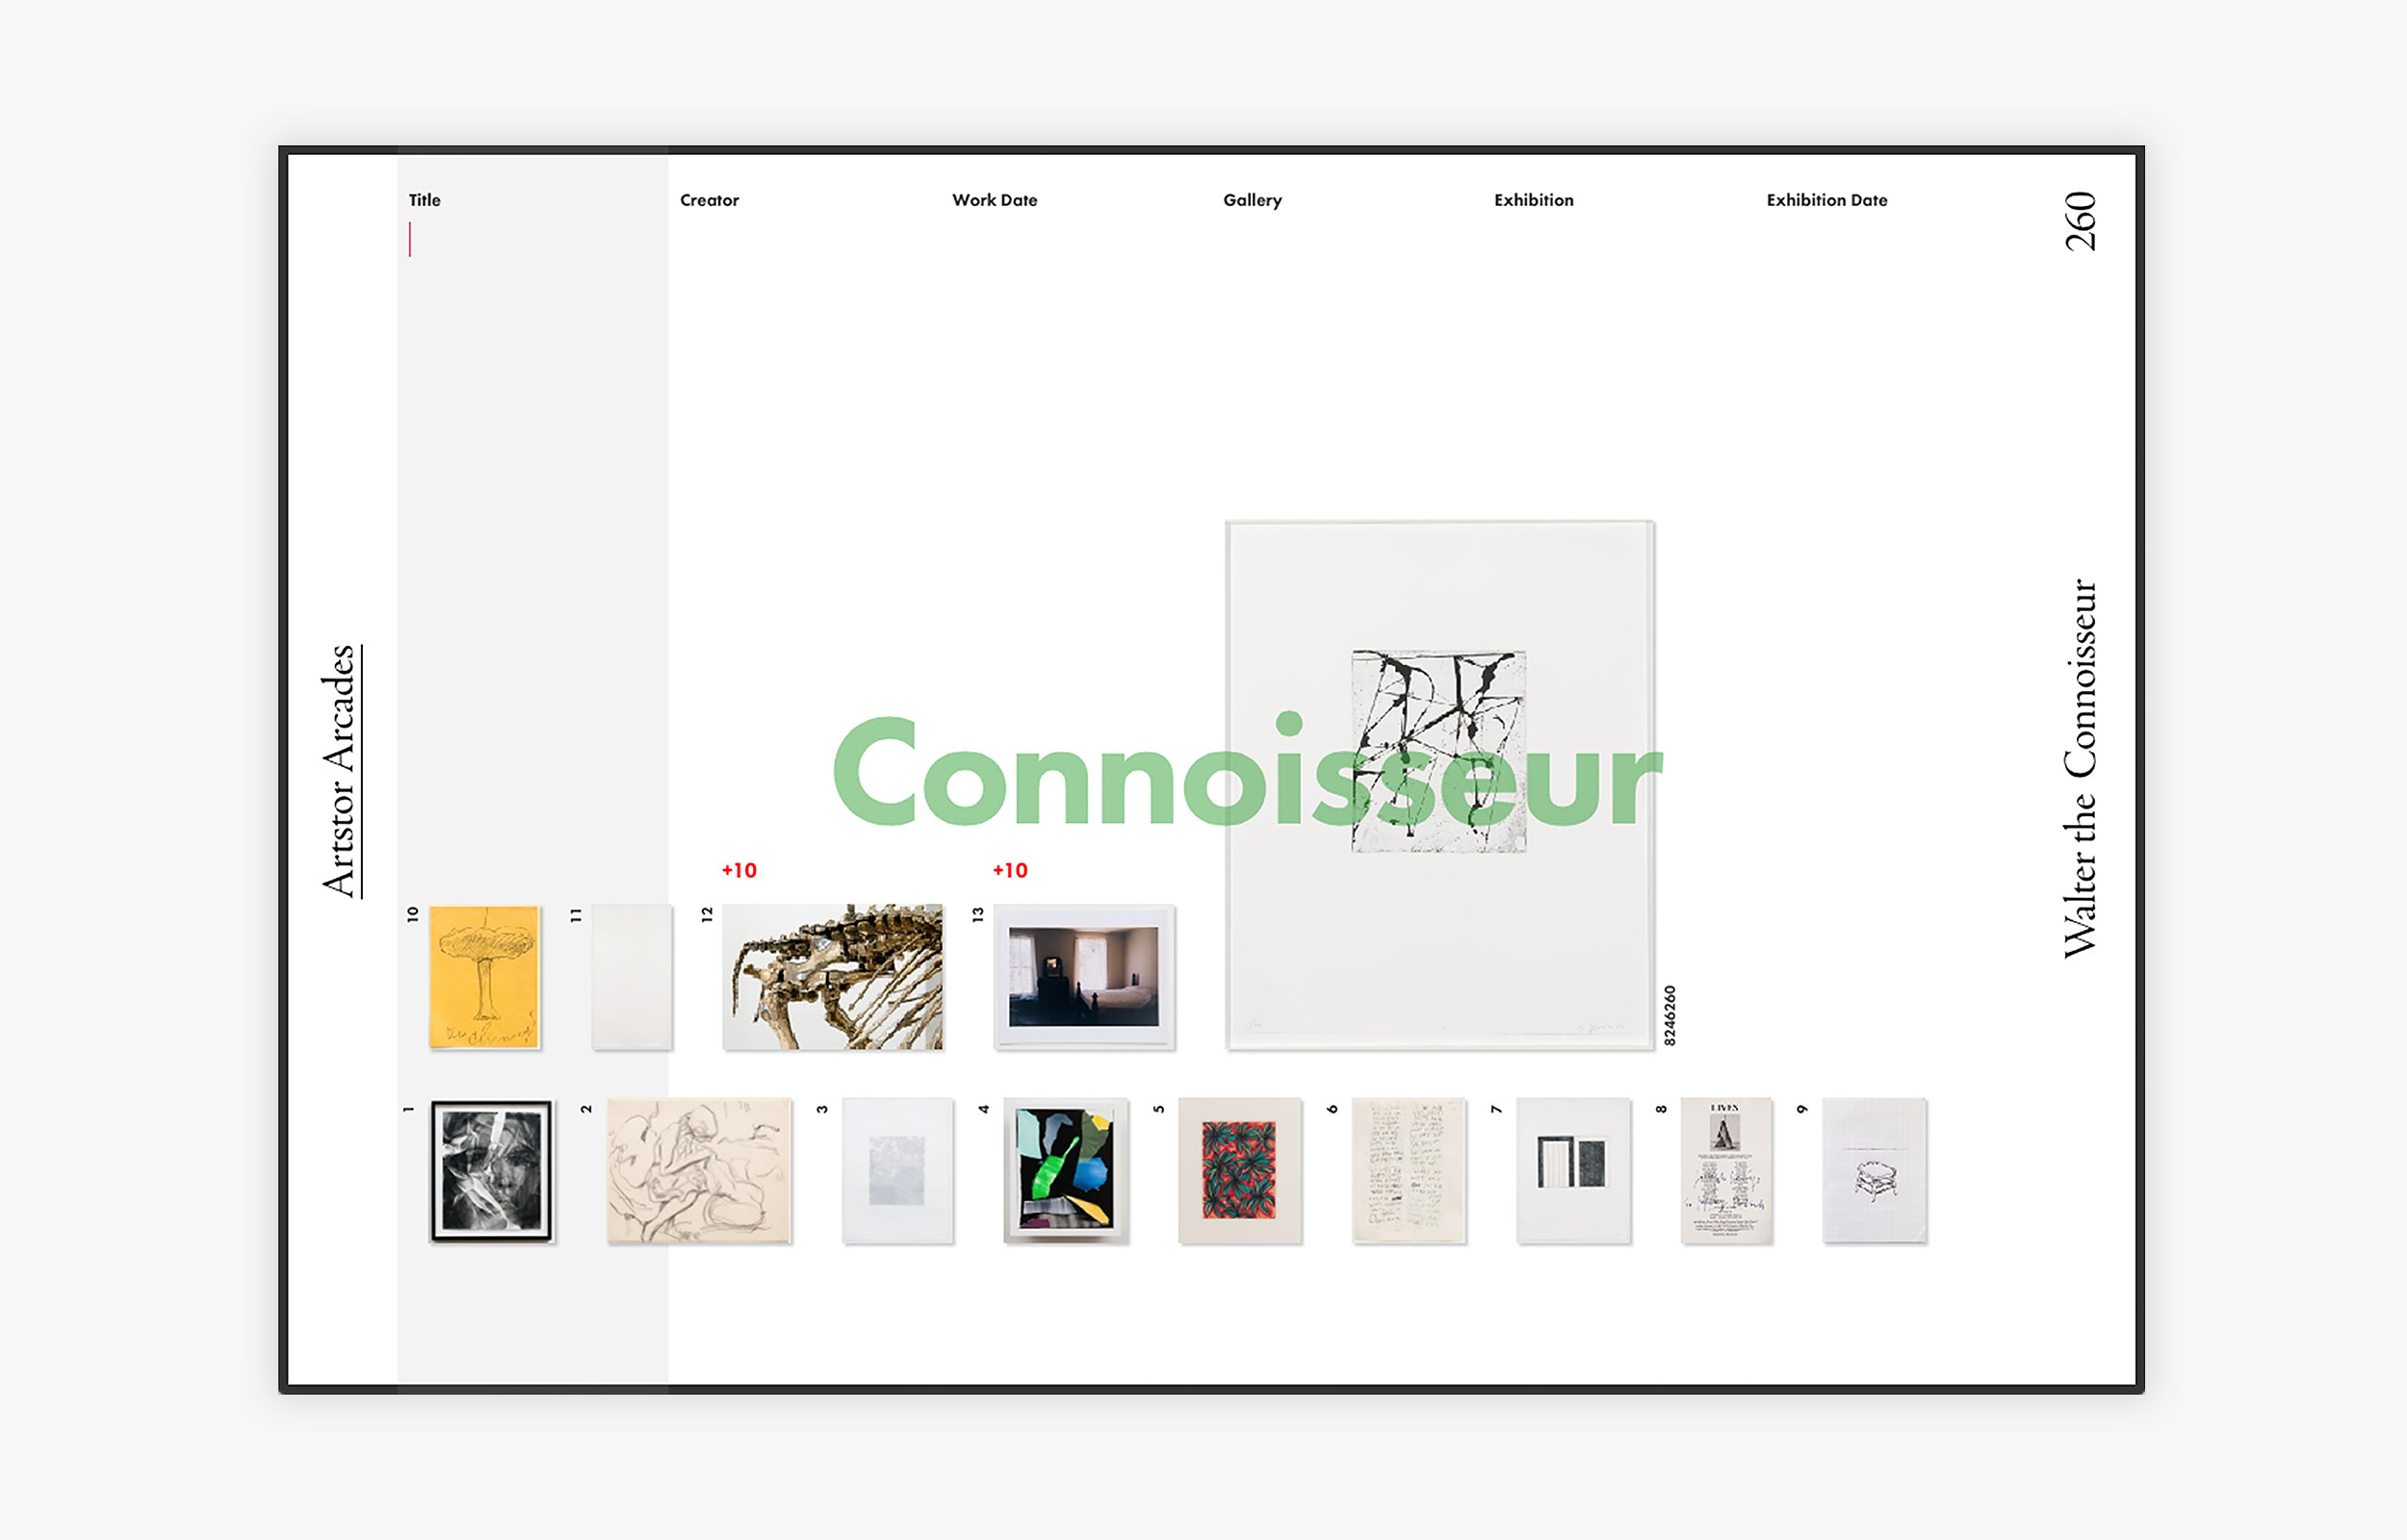 Title
Creator
Work Date
Gallery
Exhibition
Exhibition Date
260
Artstor Arcades
Walter the Connoisseur
Connoisseur
+10
+10
10
11
12
13
8246260
1
2
3
4
5
6
7
8
9
LIVES